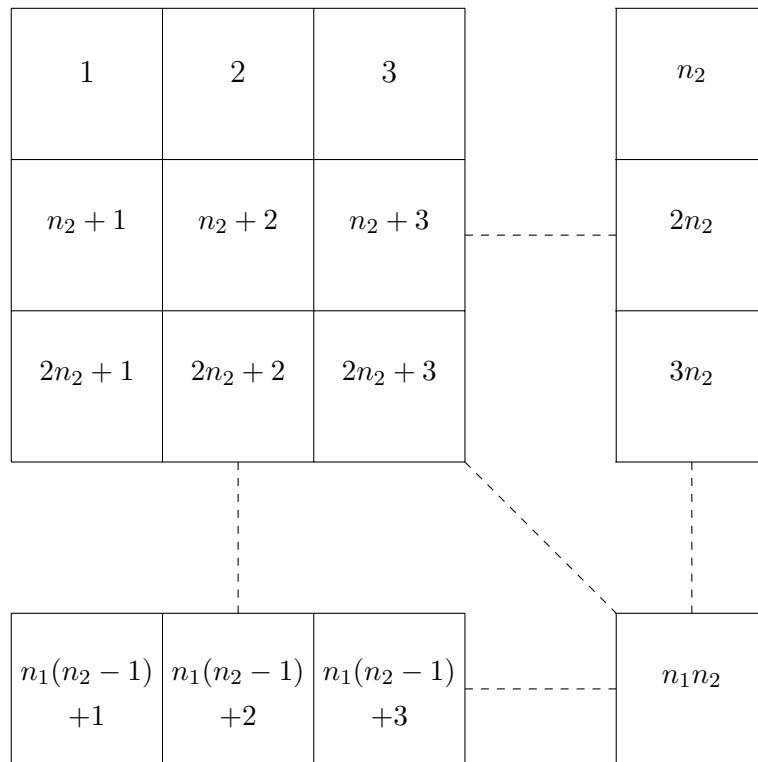 1 2 3 n₂
n₂ + 1 n₂ + 2 n₂ + 3 2n₂
2n₂ + 1 2n₂ + 2 2n₂ + 3 3n₂
n₁(n₂ − 1) n₁(n₂ − 1) n₁(n₂ − 1) n₁n₂
+1 +2 +3